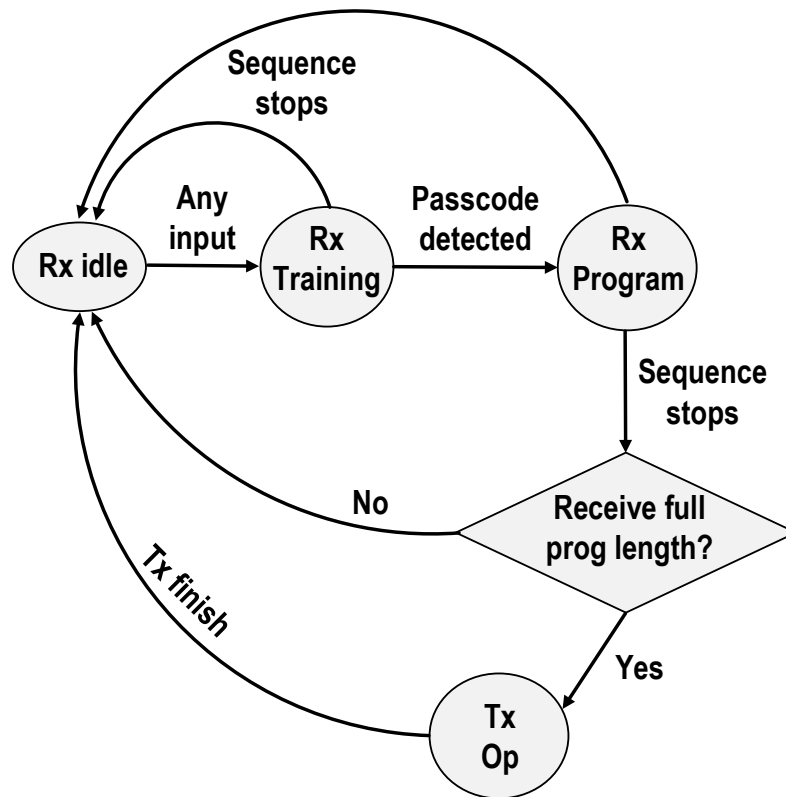 Sequence
stops
Any
input
Passcode
detected
Rx idle
Rx
Training
Rx
Program
Sequence
stops
No
Receive full
prog length?
Tx finish
Yes
Tx
Op